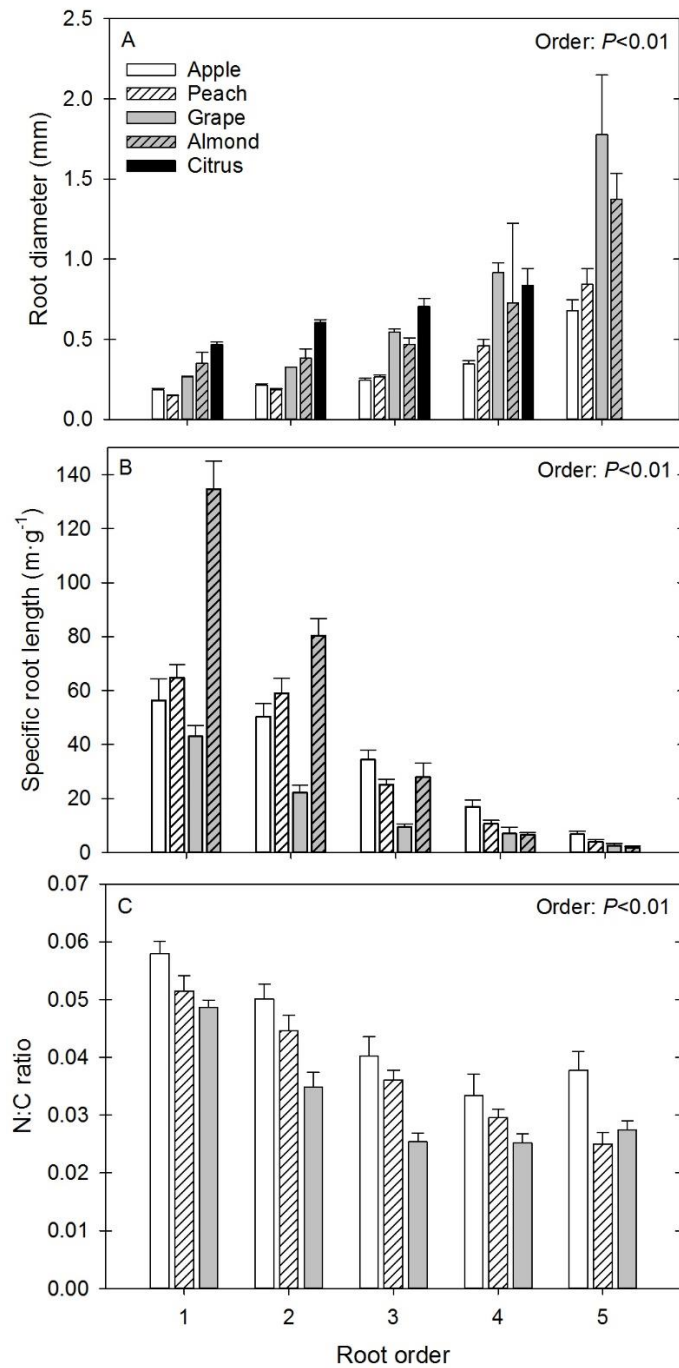 A
Order: P<0.01
Apple
Peach
Grape
Almond
Citrus
Root diameter (mm)
2.5
2.0
1.5
1.0
0.5
0.0
B
Order: P<0.01
Specific root length (m·g⁻¹)
140
120
100
80
60
40
20
0
C
Order: P<0.01
N:C ratio
0.07
0.06
0.05
0.04
0.03
0.02
0.01
0.00
1 2 3 4 5
Root order